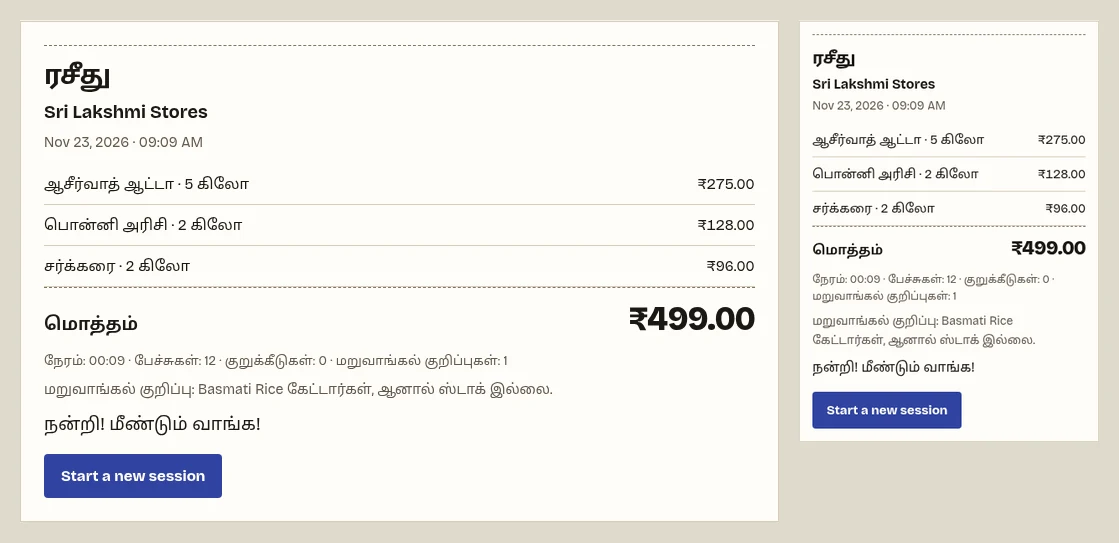 ரசீது
Sri Lakshmi Stores
Nov 23, 2026 · 09:09 AM
ஆசீர்வாத் ஆட்டா · 5 கிலோ ₹275.00
பொன்னி அரிசி · 2 கிலோ ₹128.00
சர்க்கரை · 2 கிலோ ₹96.00
மொத்தம் ₹499.00
நேரம்: 00:09 · பேச்சுகள்: 12 · குறுக்கீடுகள்: 0 · மறுவாங்கல் குறிப்புகள்: 1
மறுவாங்கல் குறிப்பு: Basmati Rice கேட்டார்கள், ஆனால் ஸ்டாக் இல்லை.
நன்றி! மீண்டும் வாங்க!
Start a new session
ரசீது
Sri Lakshmi Stores
Nov 23, 2026 · 09:09 AM
ஆசீர்வாத் ஆட்டா · 5 கிலோ ₹275.00
பொன்னி அரிசி · 2 கிலோ ₹128.00
சர்க்கரை · 2 கிலோ ₹96.00
மொத்தம் ₹499.00
நேரம்: 00:09 · பேச்சுகள்: 12 · குறுக்கீடுகள்: 0 ·
மறுவாங்கல் குறிப்புகள்: 1
மறுவாங்கல் குறிப்பு: Basmati Rice
கேட்டார்கள், ஆனால் ஸ்டாக் இல்லை.
நன்றி! மீண்டும் வாங்க!
Start a new session